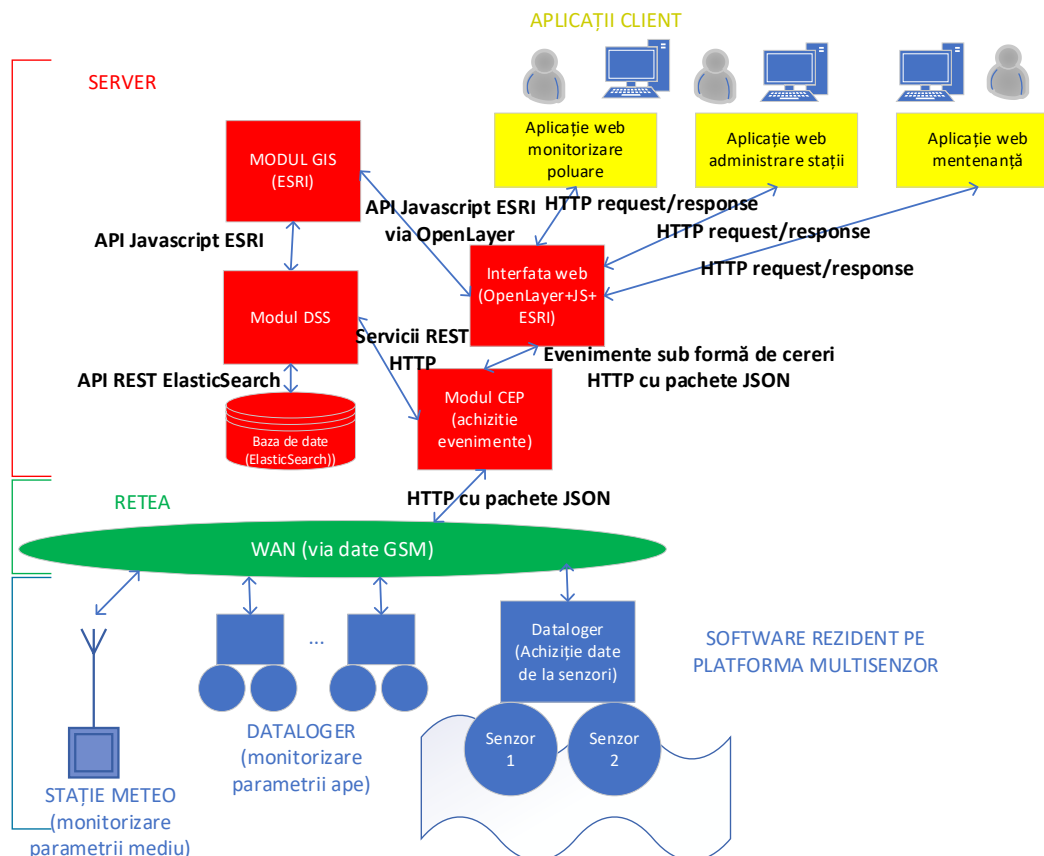 APLICAȚII CLIENT
SERVER
Aplicație web
monitorizare
poluare
Aplicație web
administrare stații
Aplicație web
mentenanță
MODUL GIS
(ESRI)
API Javascript ESRI
via OpenLayer
HTTP request/response
HTTP request/response
HTTP request/response
API Javascript ESRI
Interfata web
(OpenLayer+JS+
ESRI)
Modul DSS
Servicii REST
HTTP
Evenimente sub formă de cereri
HTTP cu pachete JSON
API REST ElasticSearch
Modul CEP
(achizitie
evenimente)
Baza de date
(ElasticSearch))
RETEA
HTTP cu pachete JSON
WAN (via date GSM)
...
Dataloger
(Achiziție date
de la senzori)
SOFTWARE REZIDENT PE
PLATFORMA MULTISENZOR
DATALOGER
(monitorizare
parametrii ape)
Senzor
1
Senzor
2
STAȚIE METEO
(monitorizare
parametrii mediu)